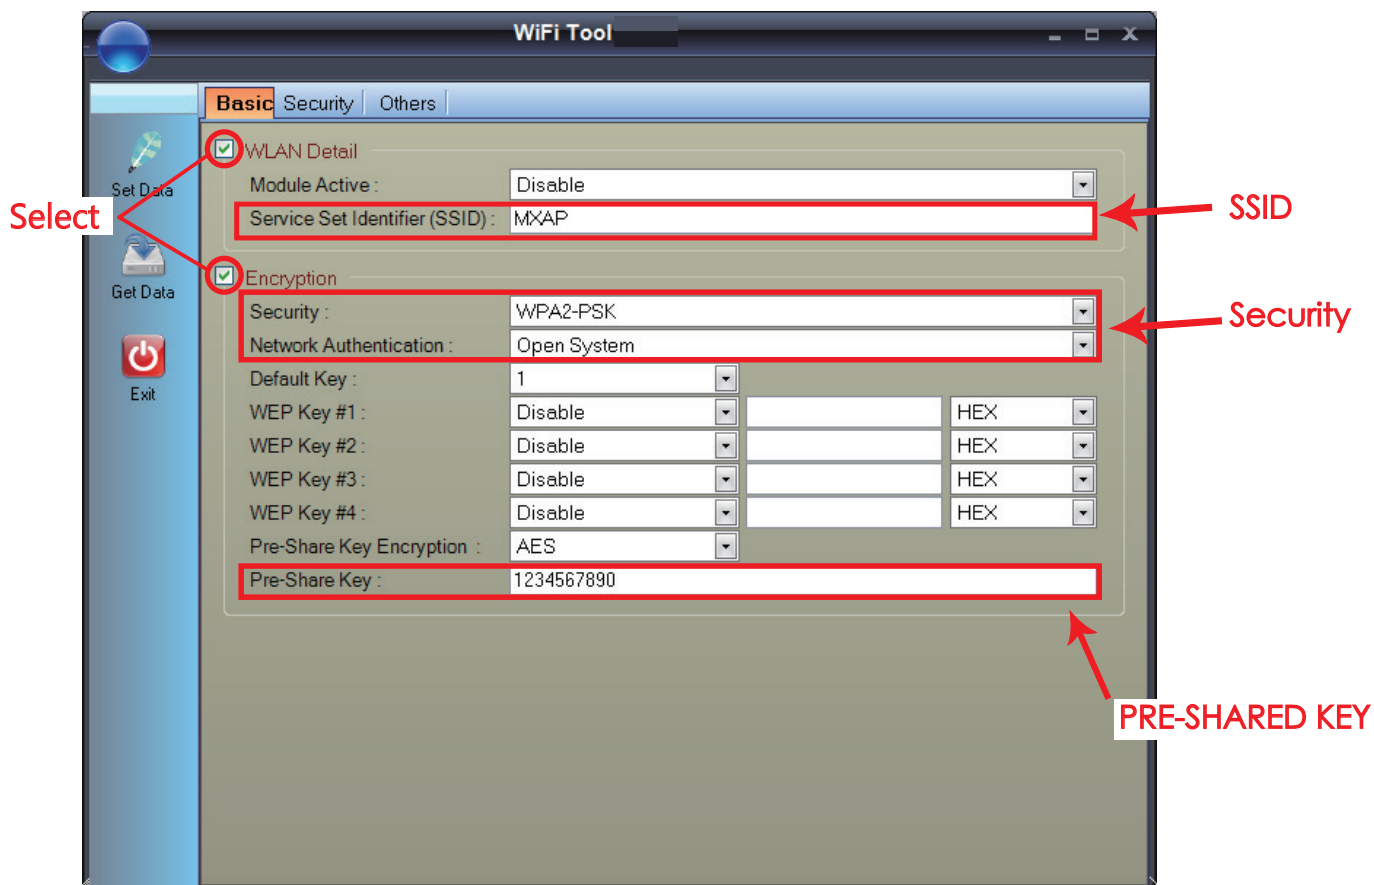 WiFi Tool
Basic Security Others
WLAN Detail
Set Data
Module Active : Disable
Select
Service Set Identifier (SSID) : MXAP
SSID
Encryption
Get Data
Security : WPA2-PSK
Security
Network Authentication : Open System
Default Key : 1
Exit
WEP Key #1 : Disable HEX
WEP Key #2 : Disable HEX
WEP Key #3 : Disable HEX
WEP Key #4 : Disable HEX
Pre-Share Key Encryption : AES
Pre-Share Key : 1234567890
PRE-SHARED KEY